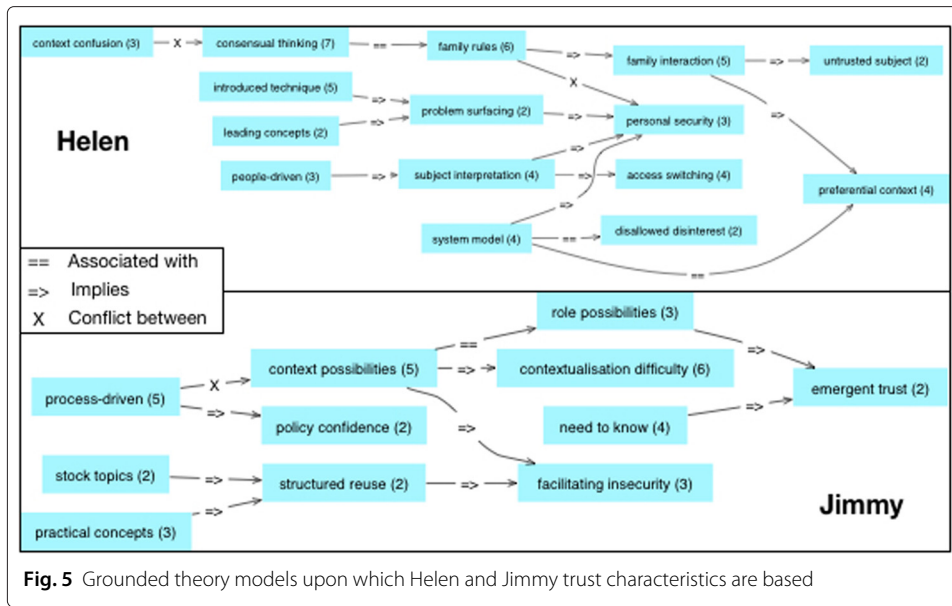 context confusion (3)
X
consensual thinking (7)
==
family rules (6)
=>
family interaction (5)
=>
untrusted subject (2)
X
=>
introduced technique (5)
=>
problem surfacing (2)
=>
personal security (3)
leading concepts (2)
=>
Helen
people-driven (3)
=>
subject interpretation (4)
=>
=>
access switching (4)
preferential context (4)
=>
system model (4)
==
disallowed disinterest (2)
==
== Associated with
=> Implies
X Conflict between
role possibilities (3)
==
=>
context possibilities (5)
=>
contextualisation difficulty (6)
X
process-driven (5)
=>
emergent trust (2)
=>
policy confidence (2)
=>
need to know (4)
stock topics (2)
=>
structured reuse (2)
=>
facilitating insecurity (3)
=>
practical concepts (3)
Jimmy
Fig. 5 Grounded theory models upon which Helen and Jimmy trust characteristics are based